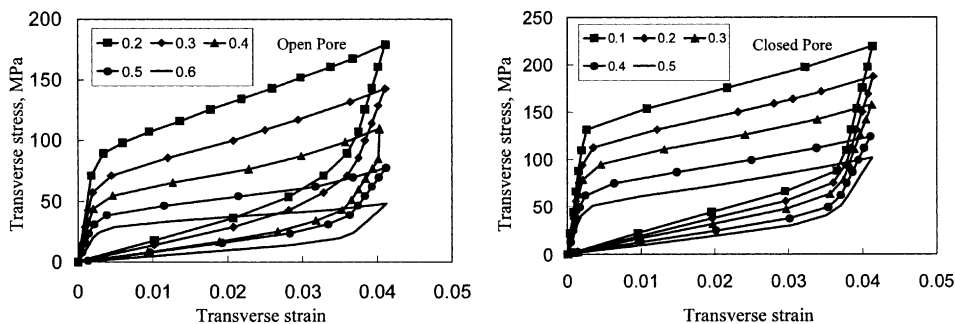 200
150
100
50
0
Transverse stress, MPa
0.2 0.3 0.4
0.5 0.6
Open Pore
0 0.01 0.02 0.03 0.04 0.05
Transverse strain
250
200
150
100
50
0
Transverse stress, MPa
0.1 0.2 0.3
0.4 0.5
Closed Pore
0 0.01 0.02 0.03 0.04 0.05
Transverse strain